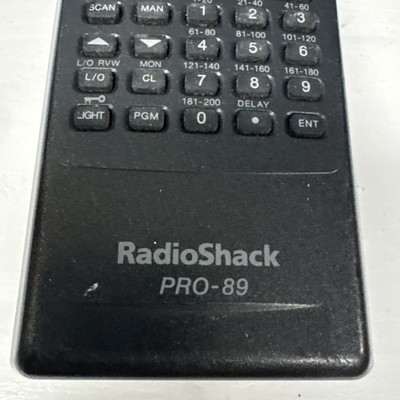 1-20 21-40 41-60
SCAN MAN 1 2 3
61-80 81-100 101-120
4 5 6
L/O RVW MON 121-140 141-160 161-180
L/O CL 7 8 9
181-200 DELAY
LIGHT PGM 0 • ENT
RadioShack
PRO-89